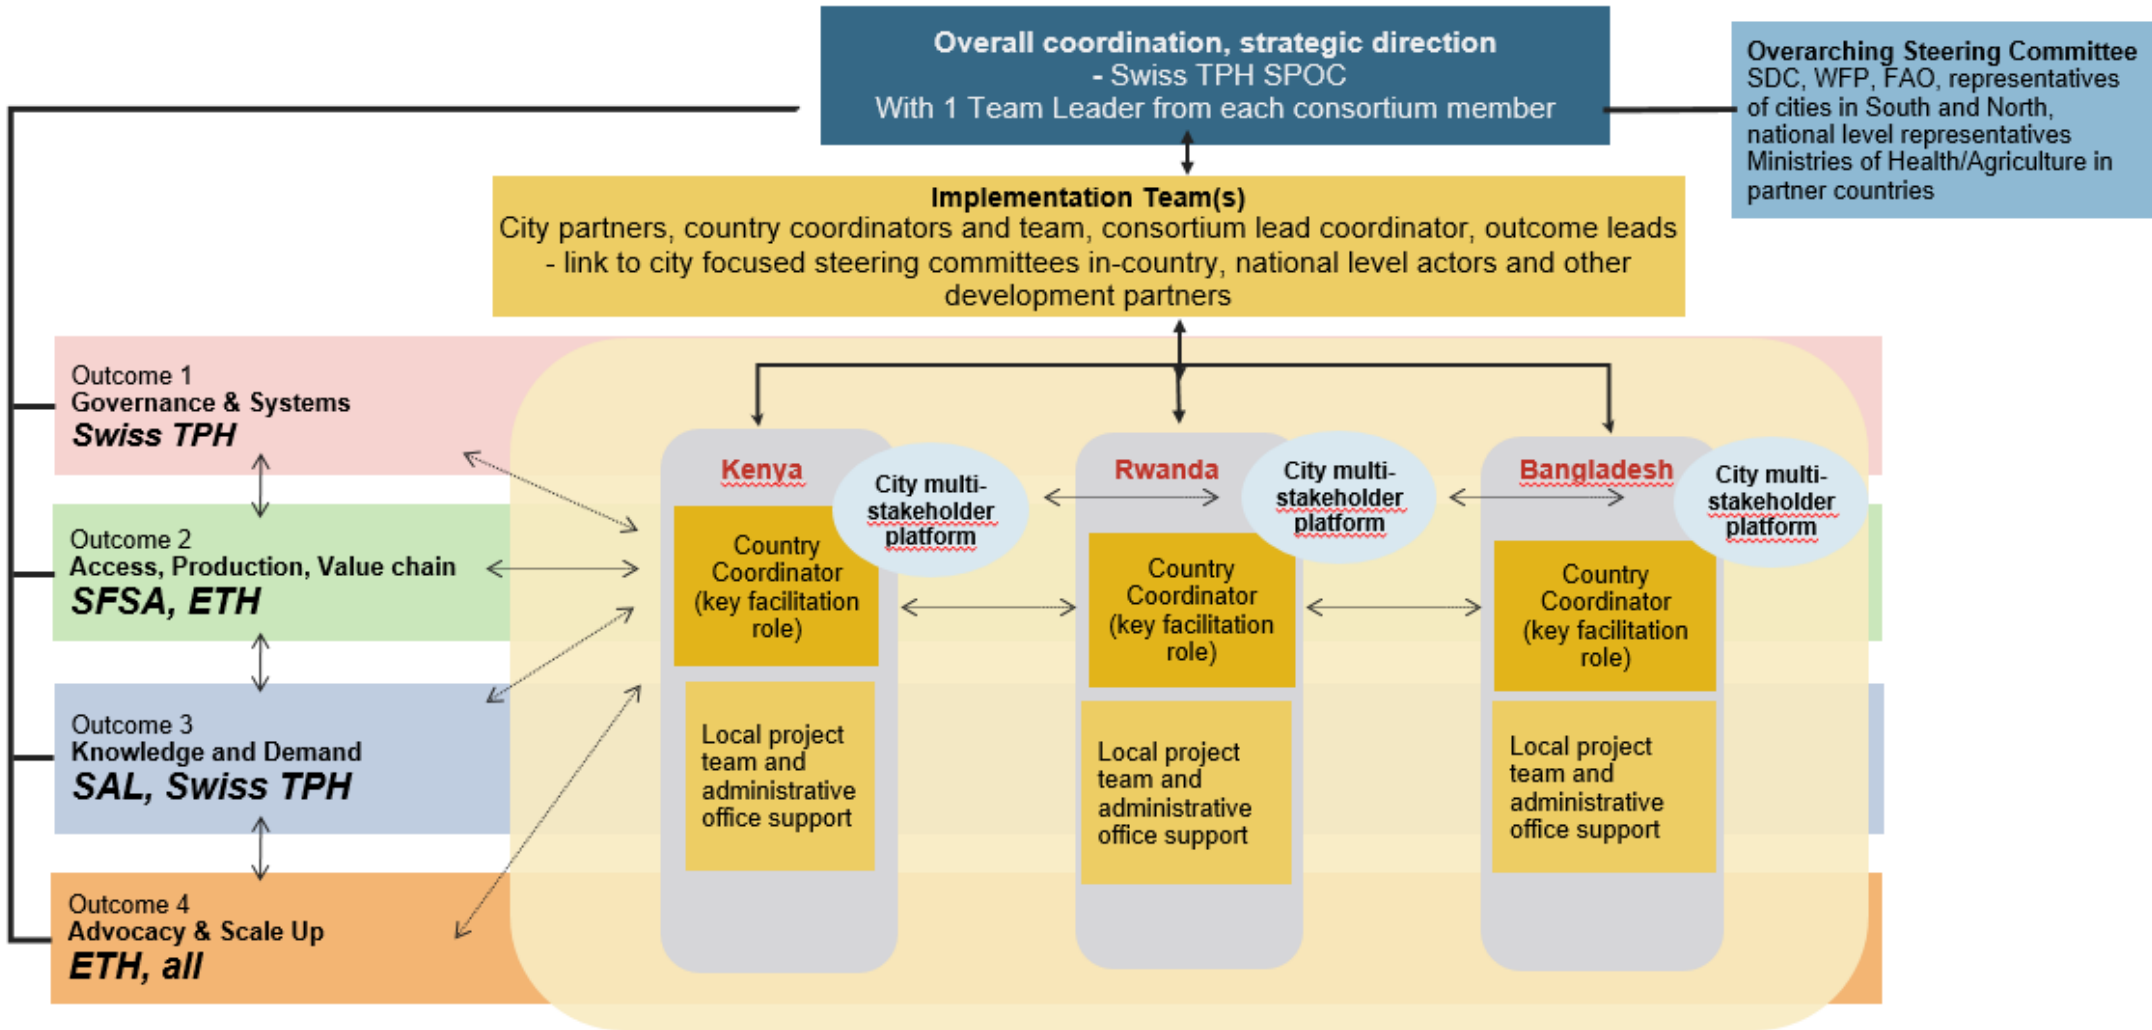 Overall coordination, strategic direction
- Swiss TPH SPOC
With 1 Team Leader from each consortium member
Overarching Steering Committee
SDC, WFP, FAO, representatives
of cities in South and North,
national level representatives
Ministries of Health/Agriculture in
partner countries
Implementation Team(s)
City partners, country coordinators and team, consortium lead coordinator, outcome leads
- link to city focused steering committees in-country, national level actors and other
development partners
Outcome 1
Governance & Systems
Swiss TPH
Outcome 2
Access, Production, Value chain
SFSA, ETH
Outcome 3
Knowledge and Demand
SAL, Swiss TPH
Outcome 4
Advocacy & Scale Up
ETH, all
Kenya
City multi-
stakeholder
platform
Country
Coordinator
(key facilitation
role)
Local project
team and
administrative
office support
Rwanda
City multi-
stakeholder
platform
Country
Coordinator
(key facilitation
role)
Local project
team and
administrative
office support
Bangladesh
City multi-
stakeholder
platform
Country
Coordinator
(key facilitation
role)
Local project
team and
administrative
office support